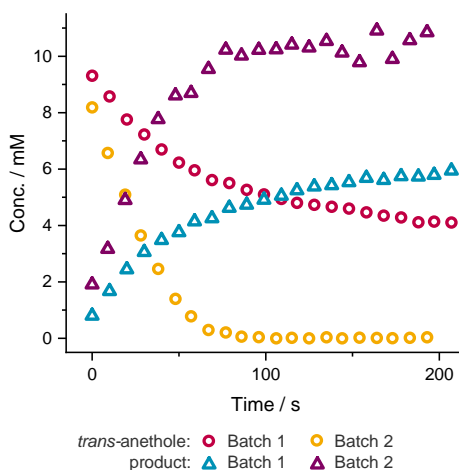 10
8
6
4
2
0
Conc. / mM
0 100 200
Time / s
trans-anethole: Batch 1 Batch 2
product: Batch 1 Batch 2